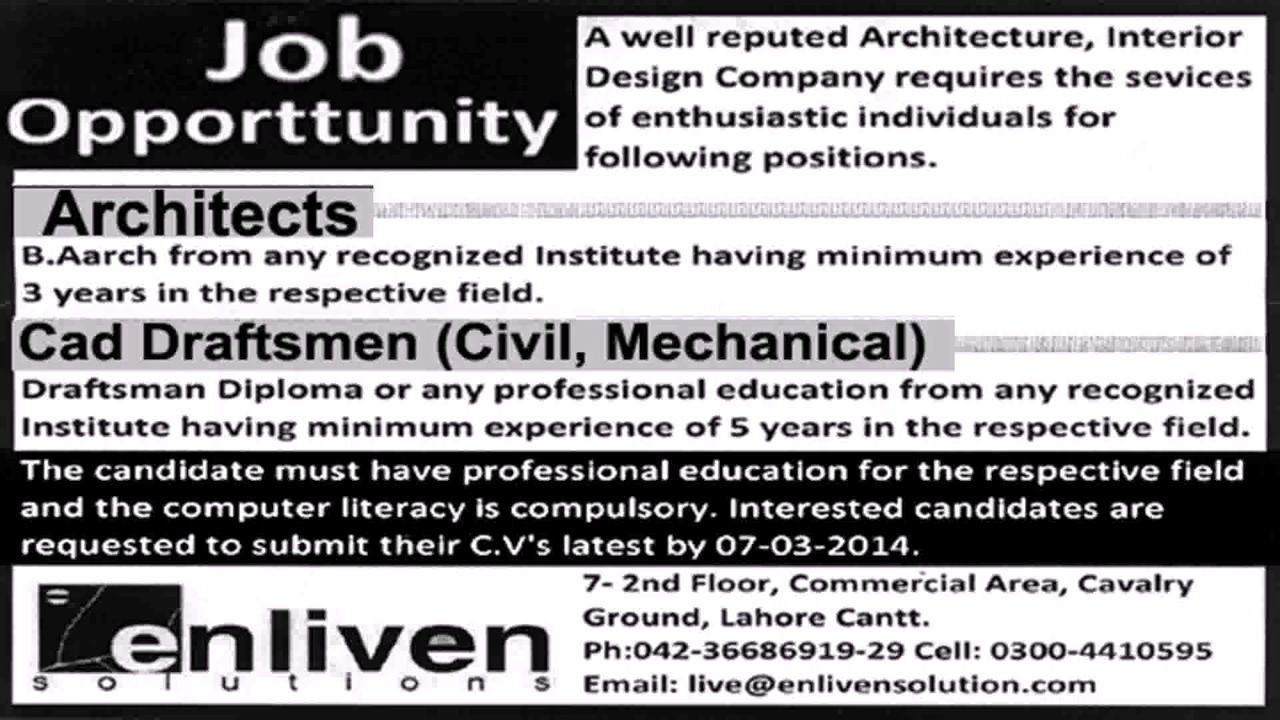 Job
Opporttunity
A well reputed Architecture, Interior
Design Company requires the sevices
of enthusiastic individuals for
following positions.
Architects
B.Aarch from any recognized Institute having minimum experience of
3 years in the respective field.
Cad Draftsmen (Civil, Mechanical)
Draftsman Diploma or any professional education from any recognized
Institute having minimum experience of 5 years in the respective field.
The candidate must have professional education for the respective field
and the computer literacy is compulsory. Interested candidates are
requested to submit their C.V's latest by 07-03-2014.
enliven
solutions
7- 2nd Floor, Commercial Area, Cavalry
Ground, Lahore Cantt.
Ph:042-36686919-29 Cell: 0300-4410595
Email: live@enlivensolution.com